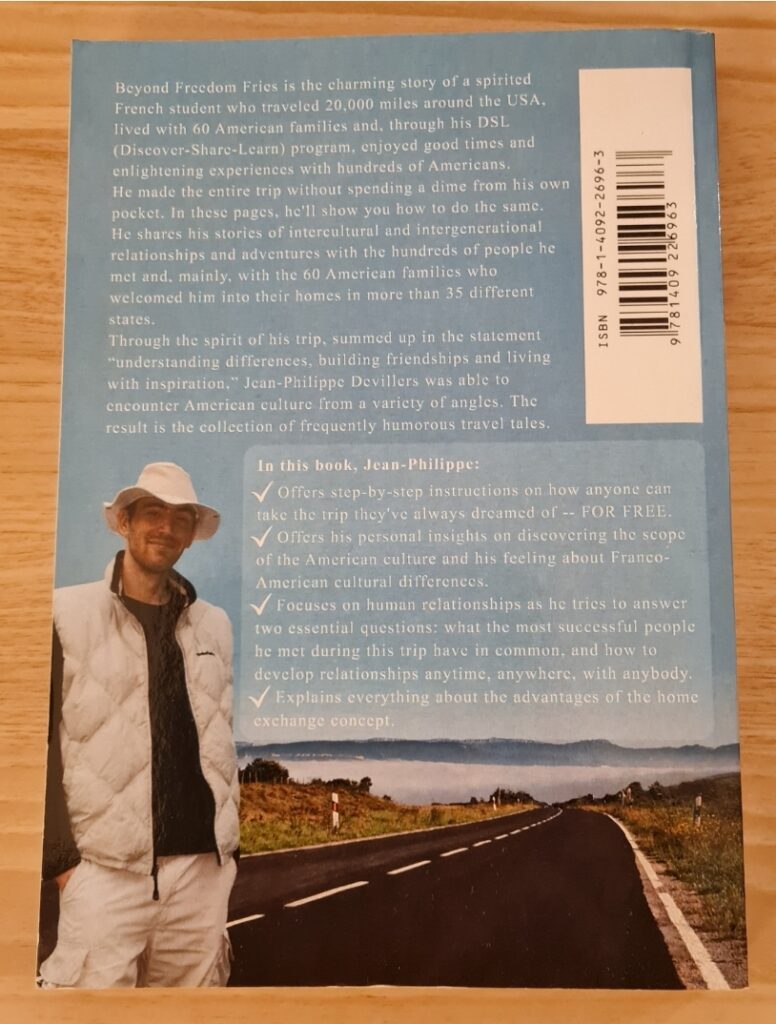 Beyond Freedom Fries is the charming story of a spirited
French student who traveled 20,000 miles around the USA,
lived with 60 American families and, through his DSL
(Discover-Share-Learn) program, enjoyed good times and
enlightening experiences with hundreds of Americans.
He made the entire trip without spending a dime from his own
pocket. In these pages, he'll show you how to do the same.
He shares his stories of intercultural and intergenerational
relationships and adventures with the hundreds of people he
met and, mainly, with the 60 American families who
welcomed him into their homes in more than 35 different
states.
Through the spirit of his trip, summed up in the statement
“understanding differences, building friendships and living
with inspiration,” Jean-Philippe Devillers was able to
encounter American culture from a variety of angles. The
result is the collection of frequently humorous travel tales.
ISBN 978-1-4092-2696-3
9 781409 226963
In this book, Jean-Philippe:
✓ Offers step-by-step instructions on how anyone can
take the trip they've always dreamed of -- FOR FREE.
✓ Offers his personal insights on discovering the scope
of the American culture and his feeling about Franco-
American cultural differences.
✓ Focuses on human relationships as he tries to answer
two essential questions: what the most successful people
he met during this trip have in common, and how to
develop relationships anytime, anywhere, with anybody.
✓ Explains everything about the advantages of the home
exchange concept.